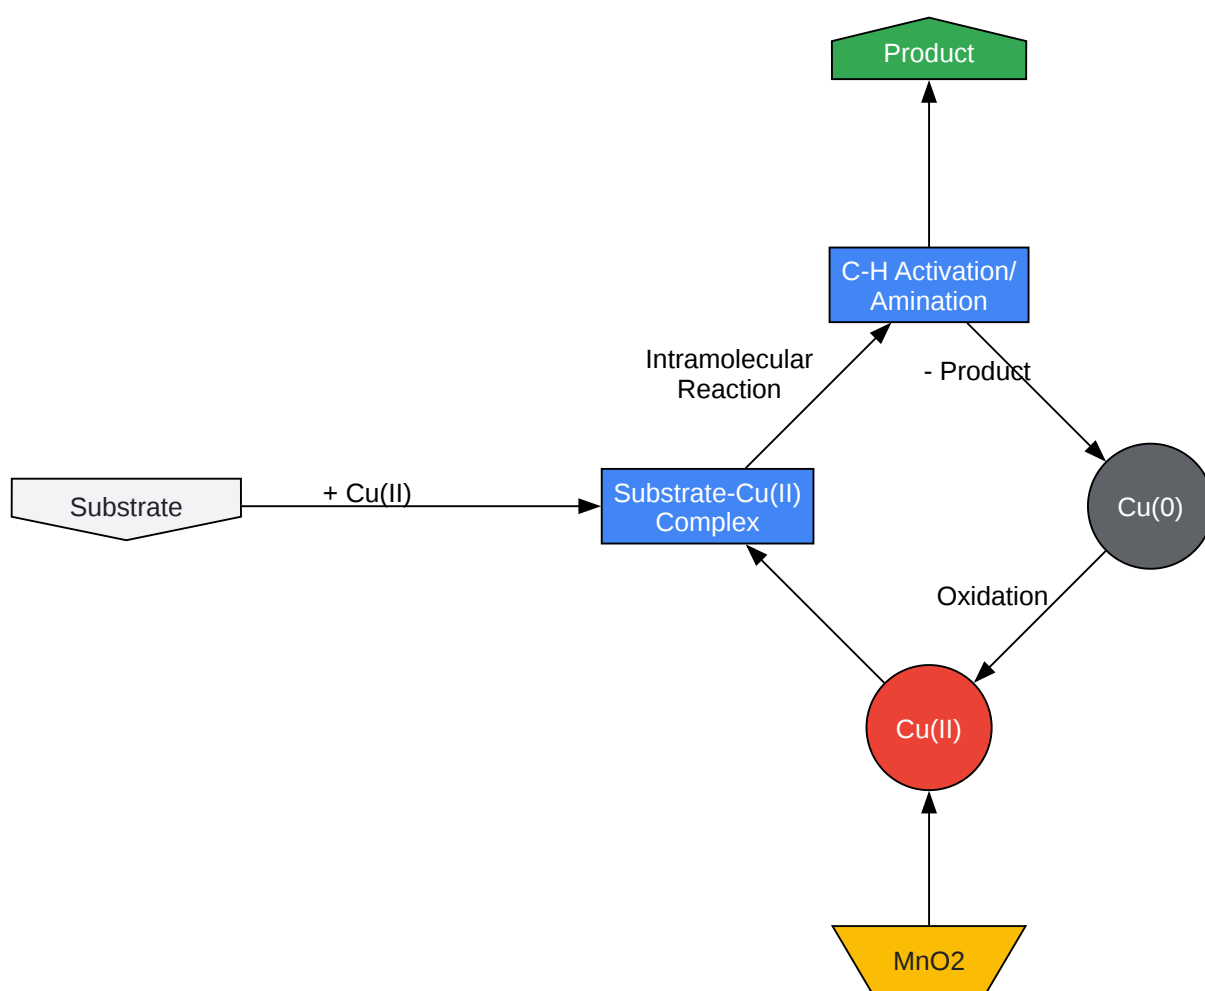 Product
C-H Activation/
Amination
Intramolecular
Reaction
- Product
Substrate
+ Cu(II)
Substrate-Cu(II)
Complex
Cu(0)
Oxidation
Cu(II)
MnO2